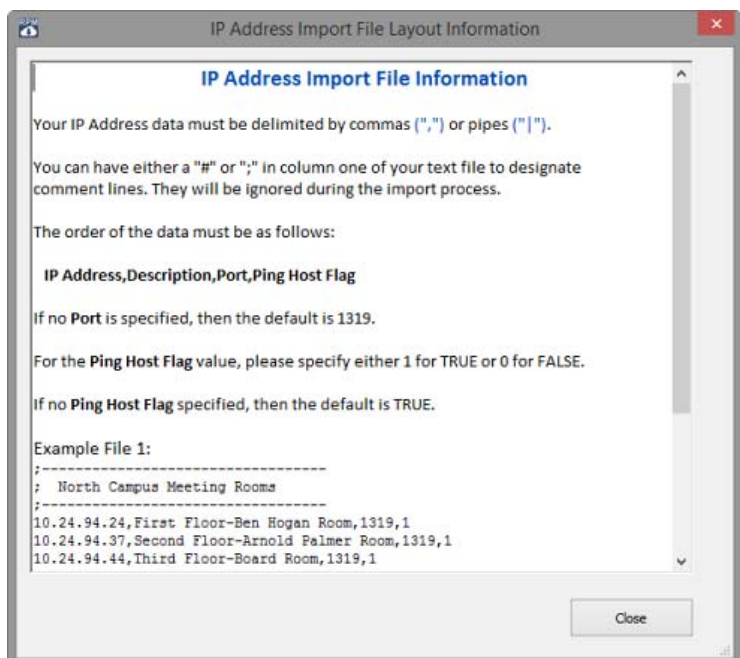 IP Address Import File Layout Information
IP Address Import File Information
Your IP Address data must be delimited by commas (",") or pipes ("|").
You can have either a "#" or ";" in column one of your text file to designate
comment lines. They will be ignored during the import process.
The order of the data must be as follows:
IP Address,Description,Port,Ping Host Flag
If no Port is specified, then the default is 1319.
For the Ping Host Flag value, please specify either 1 for TRUE or 0 for FALSE.
If no Ping Host Flag specified, then the default is TRUE.
Example File 1:
;----------------------------------
;  North Campus Meeting Rooms
;----------------------------------
10.24.94.24,First Floor-Ben Hogan Room,1319,1
10.24.94.37,Second Floor-Arnold Palmer Room,1319,1
10.24.94.44,Third Floor-Board Room,1319,1
Close